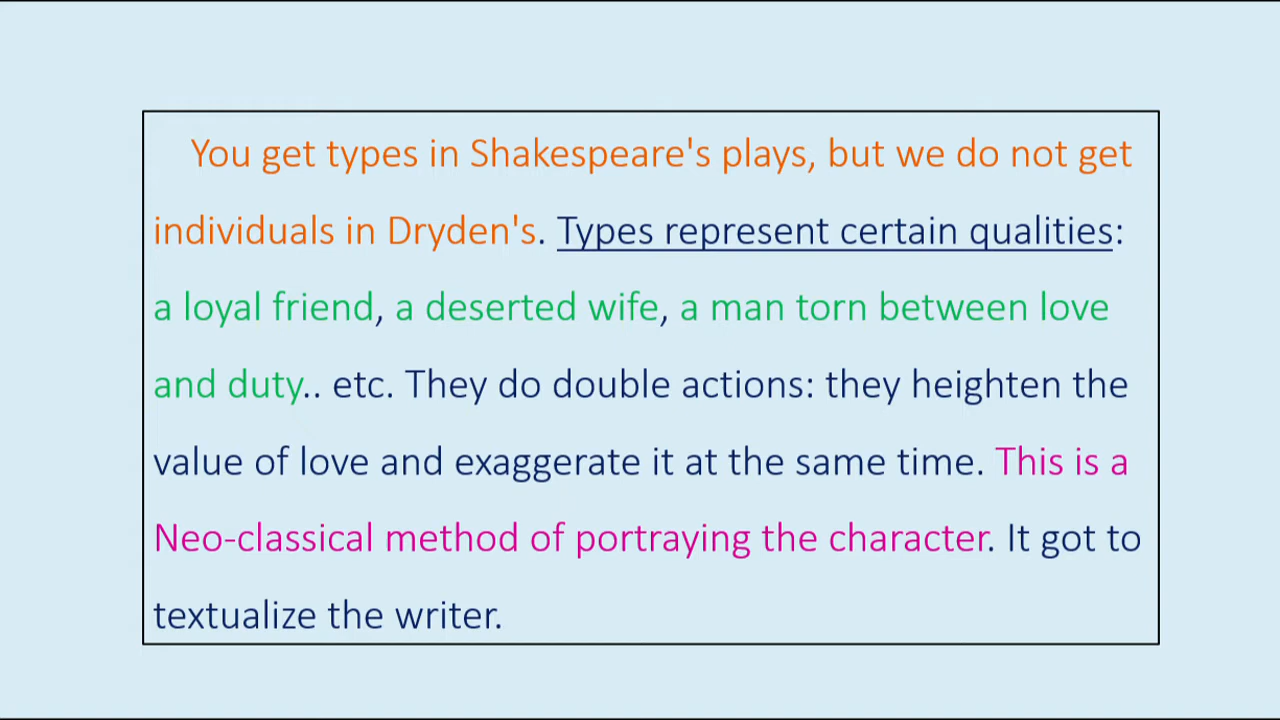 You get types in Shakespeare's plays, but we do not get
individuals in Dryden's. Types represent certain qualities:
a loyal friend, a deserted wife, a man torn between love
and duty.. etc. They do double actions: they heighten the
value of love and exaggerate it at the same time. This is a
Neo-classical method of portraying the character. It got to
textualize the writer.